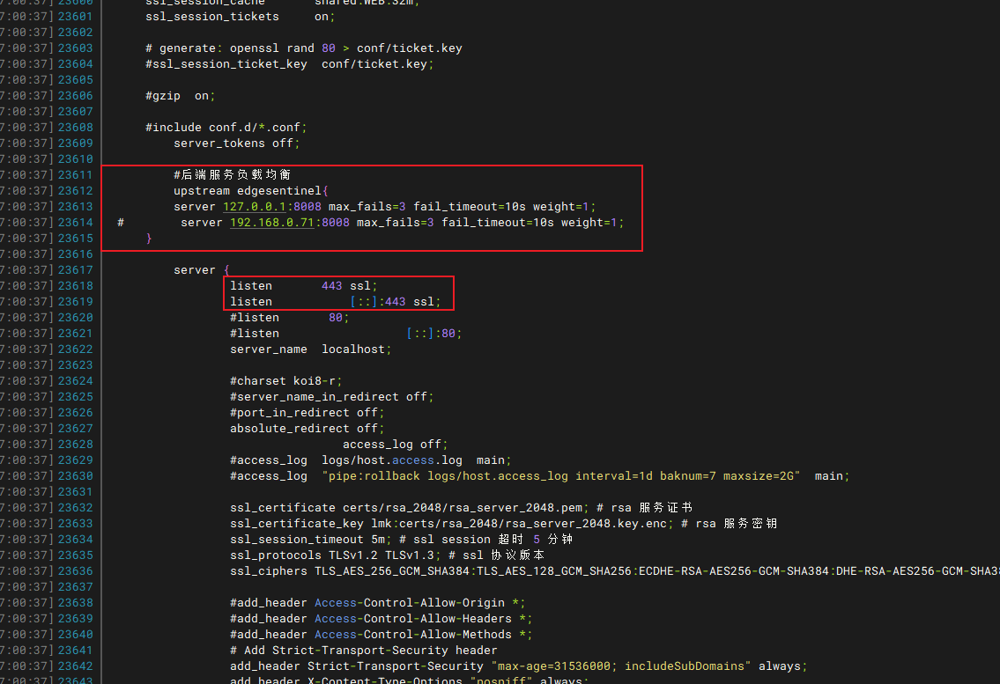 7:00:37] 23600 ssl_session_cache shared:WEB:32m;
7:00:37] 23601 ssl_session_tickets on;
7:00:37] 23602
7:00:37] 23603 # generate: openssl rand 80 > conf/ticket.key
7:00:37] 23604 #ssl_session_ticket_key conf/ticket.key;
7:00:37] 23605
7:00:37] 23606 #gzip on;
7:00:37] 23607
7:00:37] 23608 #include conf.d/*.conf;
7:00:37] 23609 server_tokens off;
7:00:37] 23610
7:00:37] 23611 #后端服务负载均衡
7:00:37] 23612 upstream edgesentinel{
7:00:37] 23613 server 127.0.0.1:8008 max_fails=3 fail_timeout=10s weight=1;
7:00:37] 23614 # server 192.168.0.71:8008 max_fails=3 fail_timeout=10s weight=1;
7:00:37] 23615 }
7:00:37] 23616
7:00:37] 23617 server {
7:00:37] 23618 listen 443 ssl;
7:00:37] 23619 listen [::]:443 ssl;
7:00:37] 23620 #listen 80;
7:00:37] 23621 #listen [::]:80;
7:00:37] 23622 server_name localhost;
7:00:37] 23623
7:00:37] 23624 #charset koi8-r;
7:00:37] 23625 #server_name_in_redirect off;
7:00:37] 23626 #port_in_redirect off;
7:00:37] 23627 absolute_redirect off;
7:00:37] 23628 access_log off;
7:00:37] 23629 #access_log logs/host.access.log main;
7:00:37] 23630 #access_log "pipe:rollback logs/host.access_log interval=1d baknum=7 maxsize=2G" main;
7:00:37] 23631
7:00:37] 23632 ssl_certificate certs/rsa_2048/rsa_server_2048.pem; # rsa 服务证书
7:00:37] 23633 ssl_certificate_key lmk:certs/rsa_2048/rsa_server_2048.key.enc; # rsa 服务密钥
7:00:37] 23634 ssl_session_timeout 5m; # ssl session 超时 5 分钟
7:00:37] 23635 ssl_protocols TLSv1.2 TLSv1.3; # ssl 协议版本
7:00:37] 23636 ssl_ciphers TLS_AES_256_GCM_SHA384:TLS_AES_128_GCM_SHA256:ECDHE-RSA-AES256-GCM-SHA384:DHE-RSA-AES256-GCM-SHA38
7:00:37] 23637
7:00:37] 23638 #add_header Access-Control-Allow-Origin *;
7:00:37] 23639 #add_header Access-Control-Allow-Headers *;
7:00:37] 23640 #add_header Access-Control-Allow-Methods *;
7:00:37] 23641 # Add Strict-Transport-Security header
7:00:37] 23642 add_header Strict-Transport-Security "max-age=31536000; includeSubDomains" always;
7:00:37] 23643 add_header X-Content-Type-Options "nosniff" always;